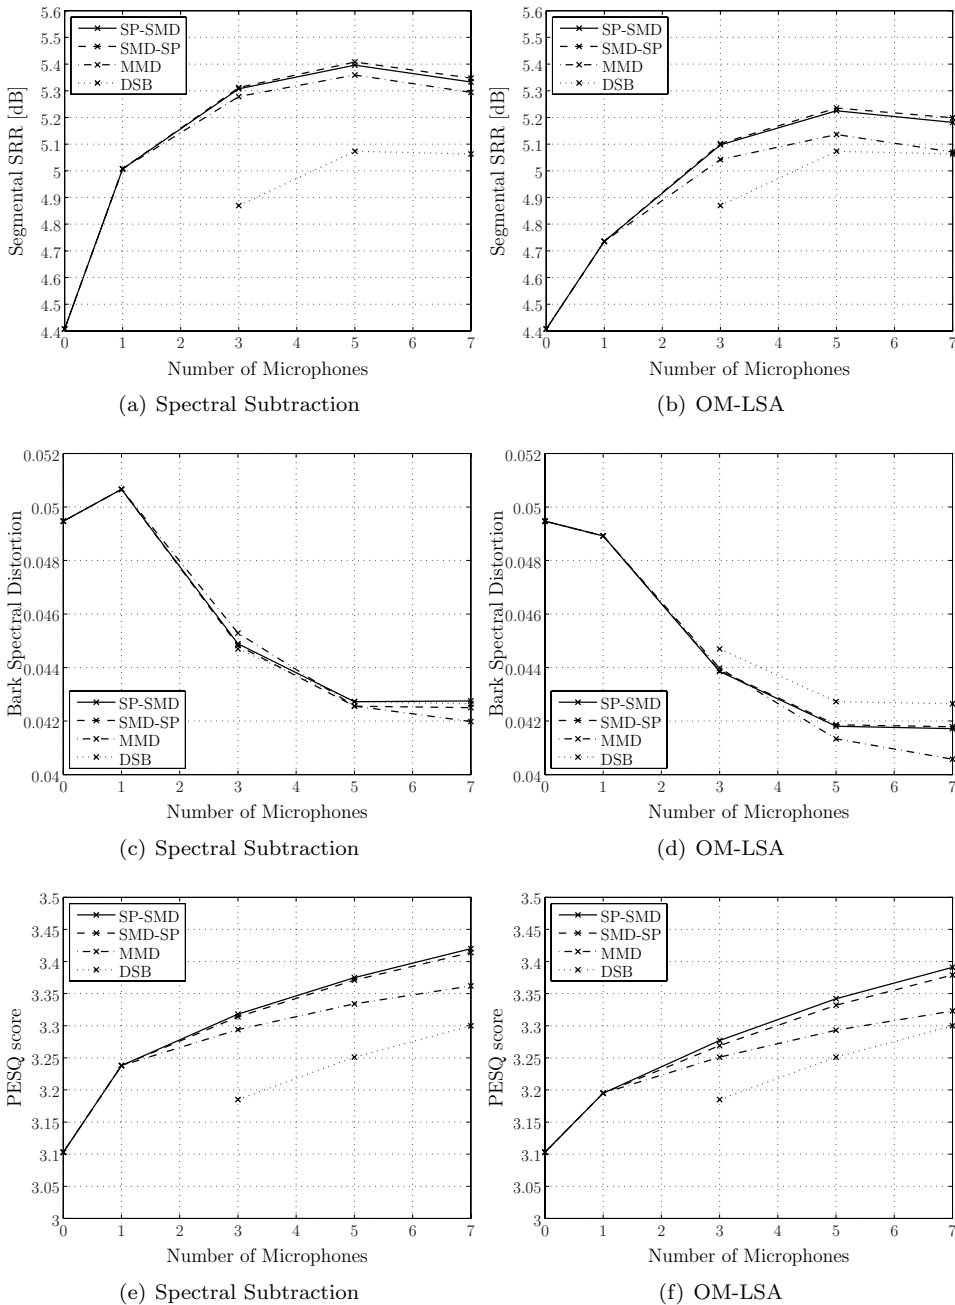 Segmental SRR [dB]
5.6
5.5
5.4
5.3
5.2
5.1
5
4.9
4.8
4.7
4.6
4.5
4.4
SP-SMD
SMD-SP
MMD
DSB
0 1 2 3 4 5 6 7
Number of Microphones
(a) Spectral Subtraction
Segmental SRR [dB]
5.6
5.5
5.4
5.3
5.2
5.1
5
4.9
4.8
4.7
4.6
4.5
4.4
SP-SMD
SMD-SP
MMD
DSB
0 1 2 3 4 5 6 7
Number of Microphones
(b) OM-LSA
Bark Spectral Distortion
0.052
0.05
0.048
0.046
0.044
0.042
0.04
SP-SMD
SMD-SP
MMD
DSB
0 1 2 3 4 5 6 7
Number of Microphones
(c) Spectral Subtraction
Bark Spectral Distortion
0.052
0.05
0.048
0.046
0.044
0.042
0.04
SP-SMD
SMD-SP
MMD
DSB
0 1 2 3 4 5 6 7
Number of Microphones
(d) OM-LSA
PESQ score
3.5
3.45
3.4
3.35
3.3
3.25
3.2
3.15
3.1
3.05
3
SP-SMD
SMD-SP
MMD
DSB
0 1 2 3 4 5 6 7
Number of Microphones
(e) Spectral Subtraction
PESQ score
3.5
3.45
3.4
3.35
3.3
3.25
3.2
3.15
3.1
3.05
3
SP-SMD
SMD-SP
MMD
DSB
0 1 2 3 4 5 6 7
Number of Microphones
(f) OM-LSA